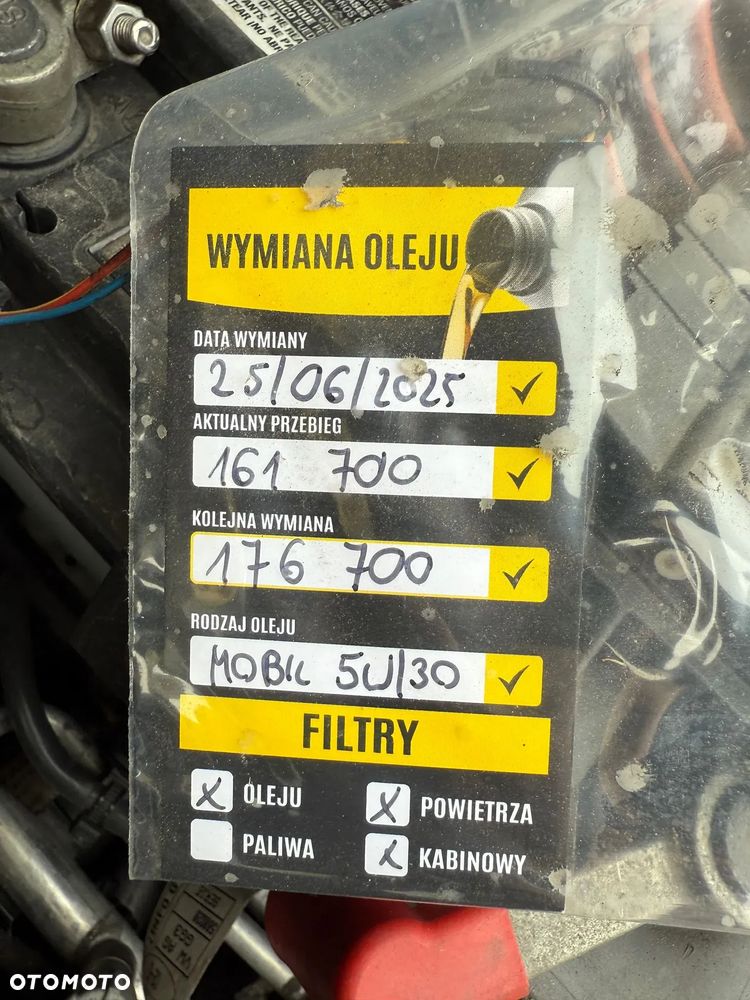 WYMIANA OLEJU
DATA WYMIANY
25/06/2025
AKTUALNY PRZEBIEG
161 700
KOLEJNA WYMIANA
176 700
RODZAJ OLEJU
MOBIL 5W/30
FILTRY
X OLEJU
X POWIETRZA
PALIWA
X KABINOWY
OTOMOTO